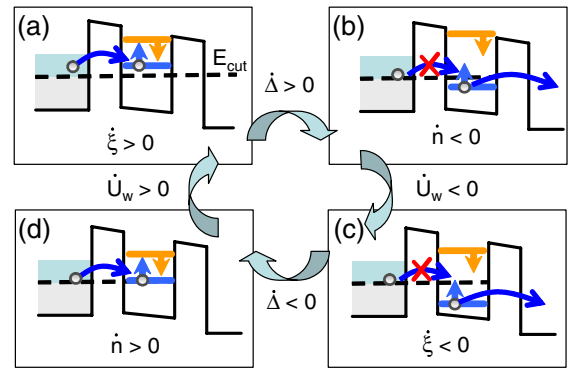 (a)
E_cut
ξ̇ > 0
Δ̇ > 0
(b)
ṅ < 0
U̇_w > 0
U̇_w < 0
(d)
ṅ > 0
Δ̇ < 0
(c)
ξ̇ < 0